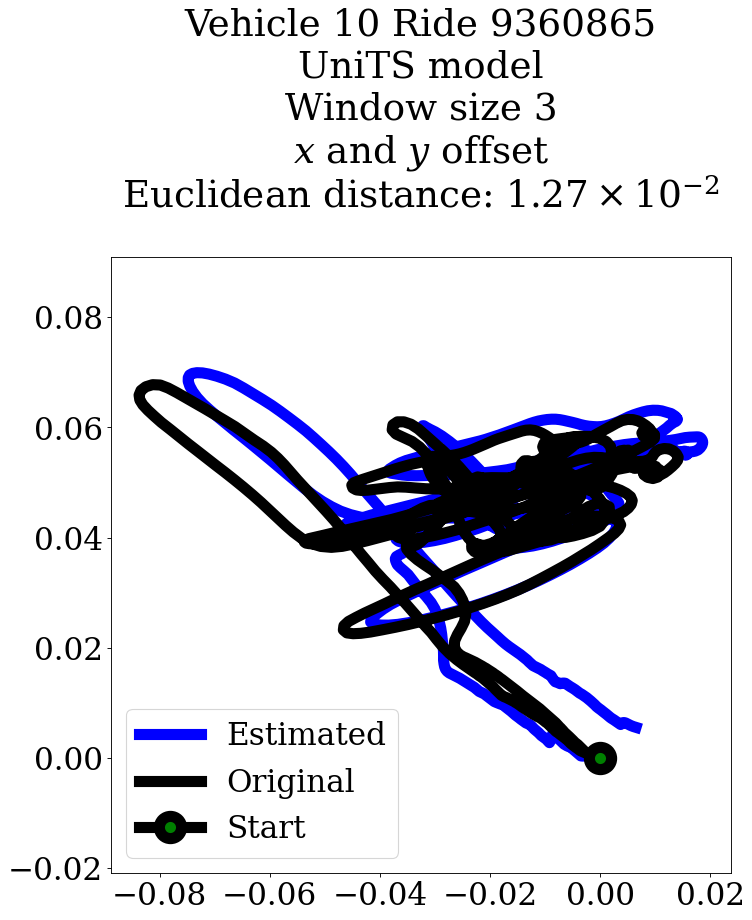 Vehicle 10 Ride 9360865
UniTS model
Window size 3
x and y offset
Euclidean distance: 1.27 × 10⁻²
0.08
0.06
0.04
0.02
0.00
−0.02
Estimated
Original
Start
−0.08 −0.06 −0.04 −0.02 0.00 0.02